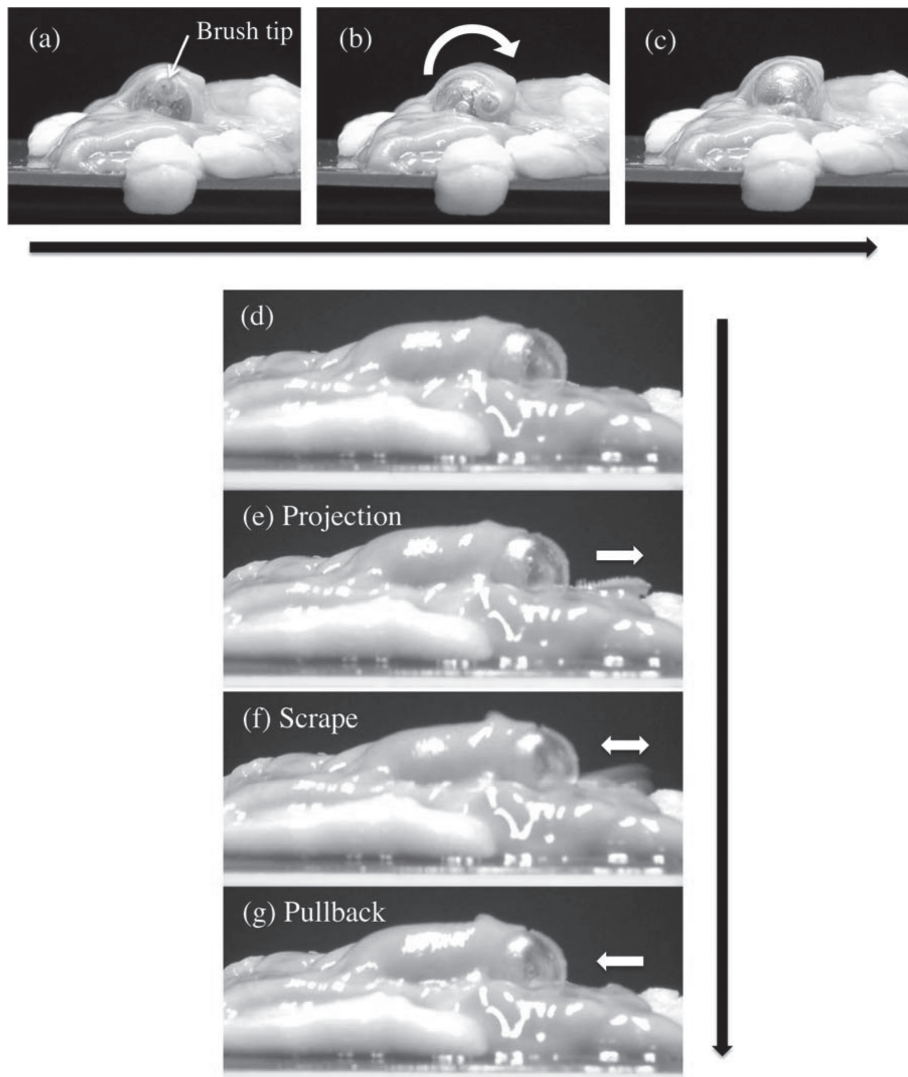 (a)
Brush tip
(b)
(c)
(d)
(e) Projection
(f) Scrape
(g) Pullback